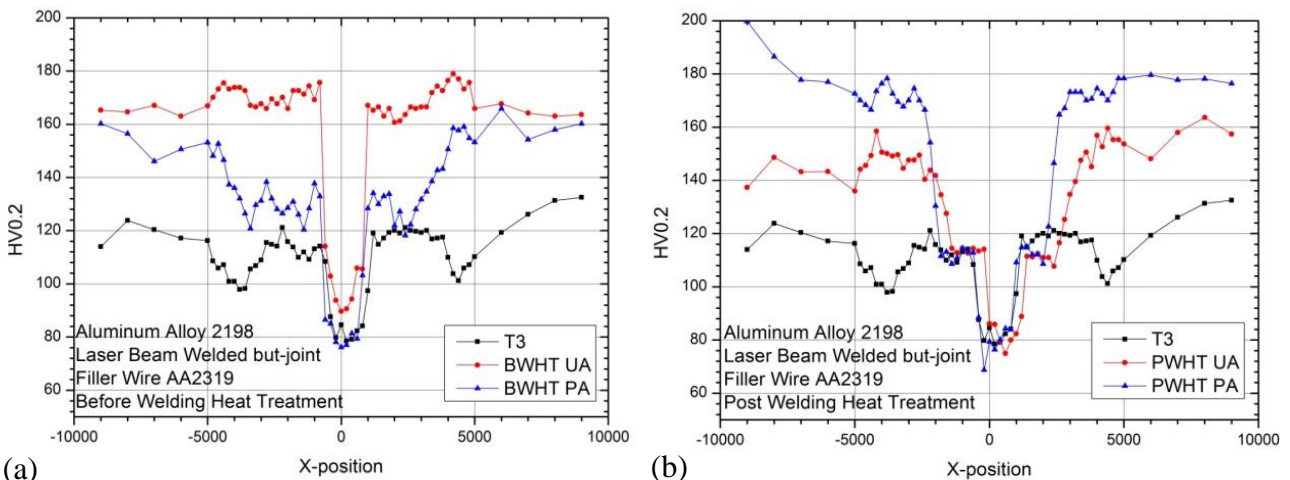 200
180
160
140
120
100
80
60
HV0.2
Aluminum Alloy 2198
Laser Beam Welded but-joint
Filler Wire AA2319
Before Welding Heat Treatment
T3
BWHT UA
BWHT PA
-10000 -5000 0 5000 10000
X-position
(a)
200
180
160
140
120
100
80
60
HV0.2
Aluminum Alloy 2198
Laser Beam Welded but-joint
Filler Wire AA2319
Post Welding Heat Treatment
T3
PWHT UA
PWHT PA
-10000 -5000 0 5000 10000
X-position
(b)